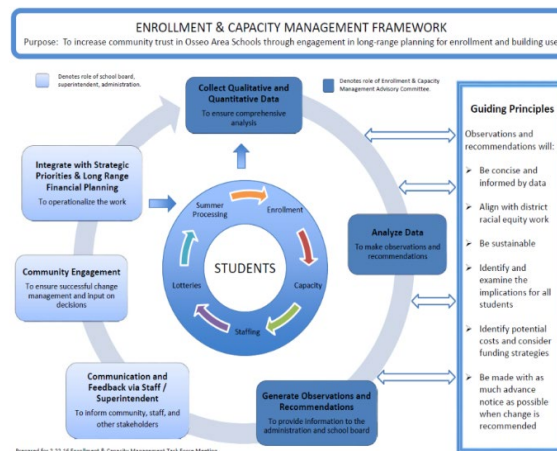 ENROLLMENT & CAPACITY MANAGEMENT FRAMEWORK
Purpose: To increase community trust in Osseo Area Schools through engagement in long-range planning for enrollment and building use
Denotes role of school board,
superintendent, administration.
Denotes role of Enrollment & Capacity
Management Advisory Committee.
Collect Qualitative and
Quantitative Data
To ensure comprehensive
analysis
Integrate with Strategic
Priorities & Long Range
Financial Planning
To operationalize the work
Community Engagement
To ensure successful change
management and input on
decisions
Communication and
Feedback via Staff /
Superintendent
To inform community, staff, and
other stakeholders
Generate Observations and
Recommendations
To provide information to the
administration and school board
Analyze Data
To make observations and
recommendations
Summer
Processing
Enrollment
Capacity
Staffing
Lotteries
STUDENTS
Guiding Principles
Observations and
recommendations will:
Be concise and
informed by data
Align with district
racial equity work
Be sustainable
Identify and
examine the
implications for all
students
Identify potential
costs and consider
funding strategies
Be made with as
much advance
notice as possible
when change is
recommended